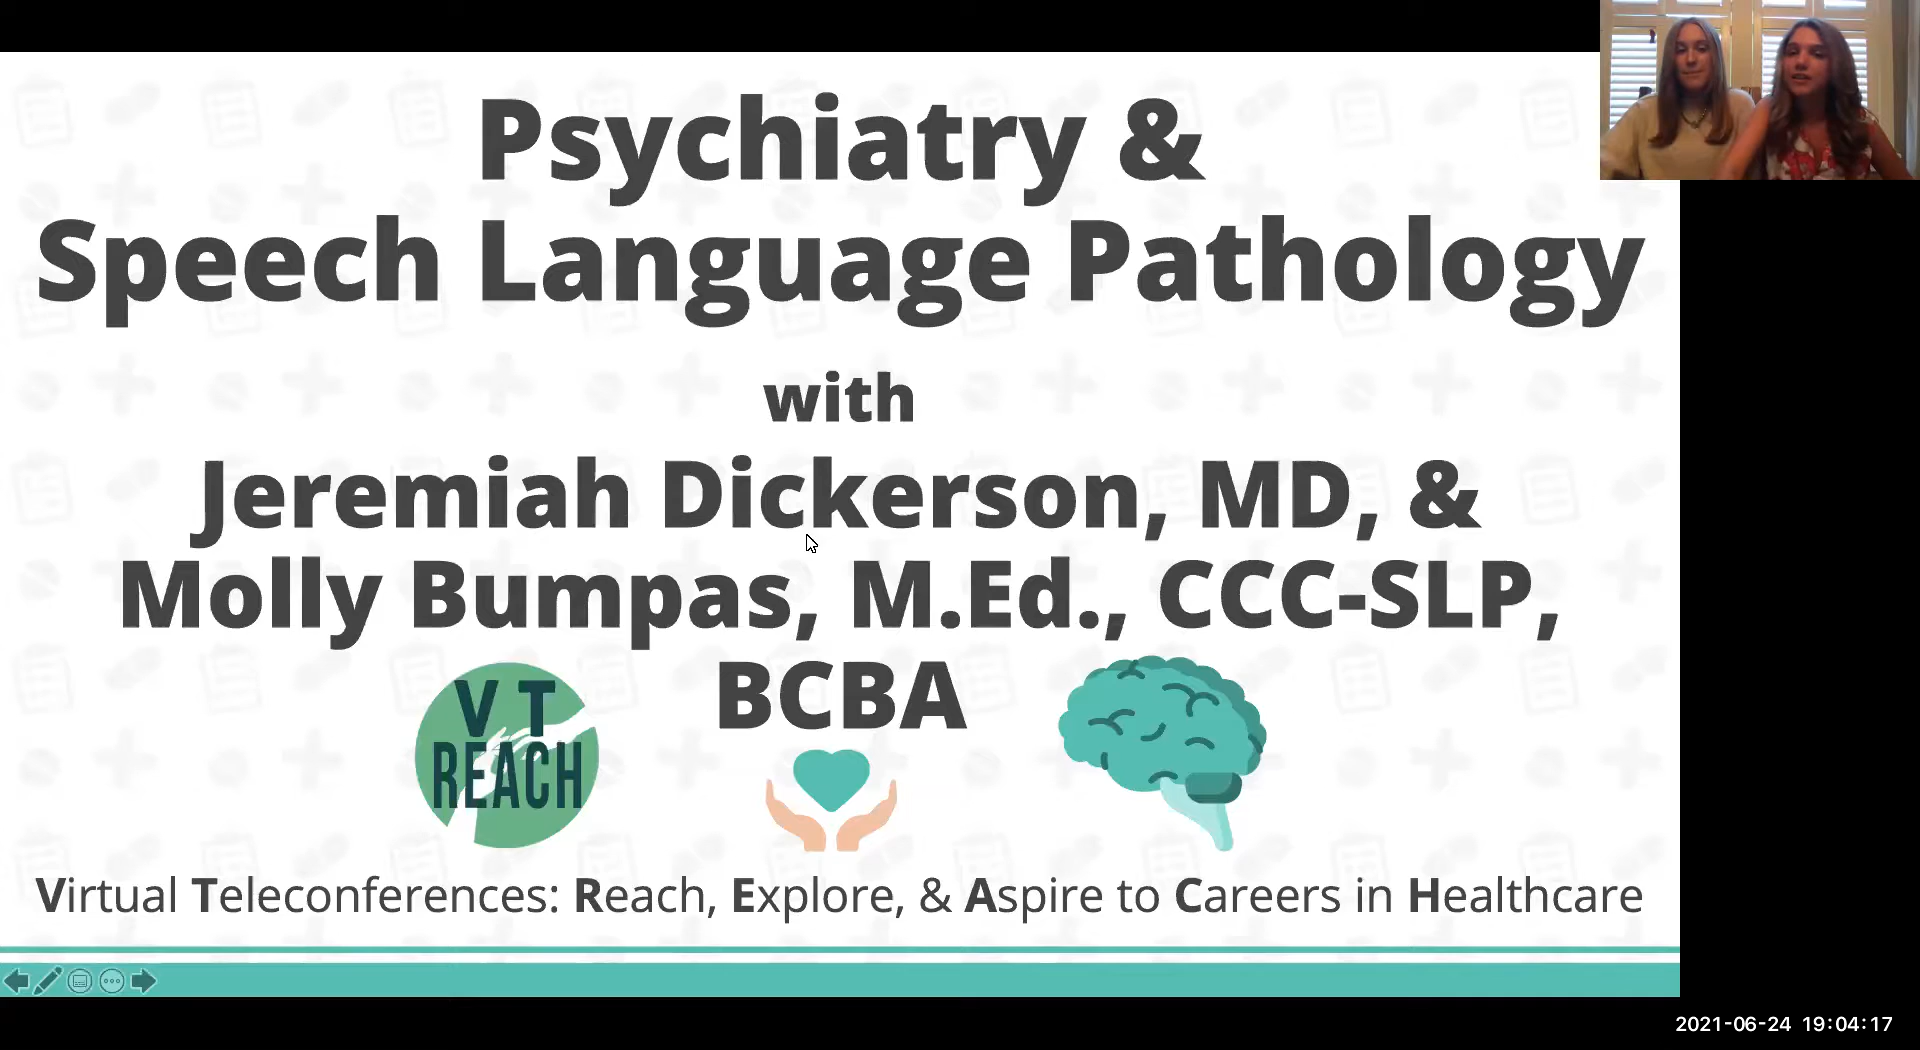 Psychiatry &
Speech Language Pathology
with
Jeremiah Dickerson, MD, &
Molly Bumpas, M.Ed., CCC-SLP,
BCBA
V T
REACH
Virtual Teleconferences: Reach, Explore, & Aspire to Careers in Healthcare
2021-06-24 19:04:17